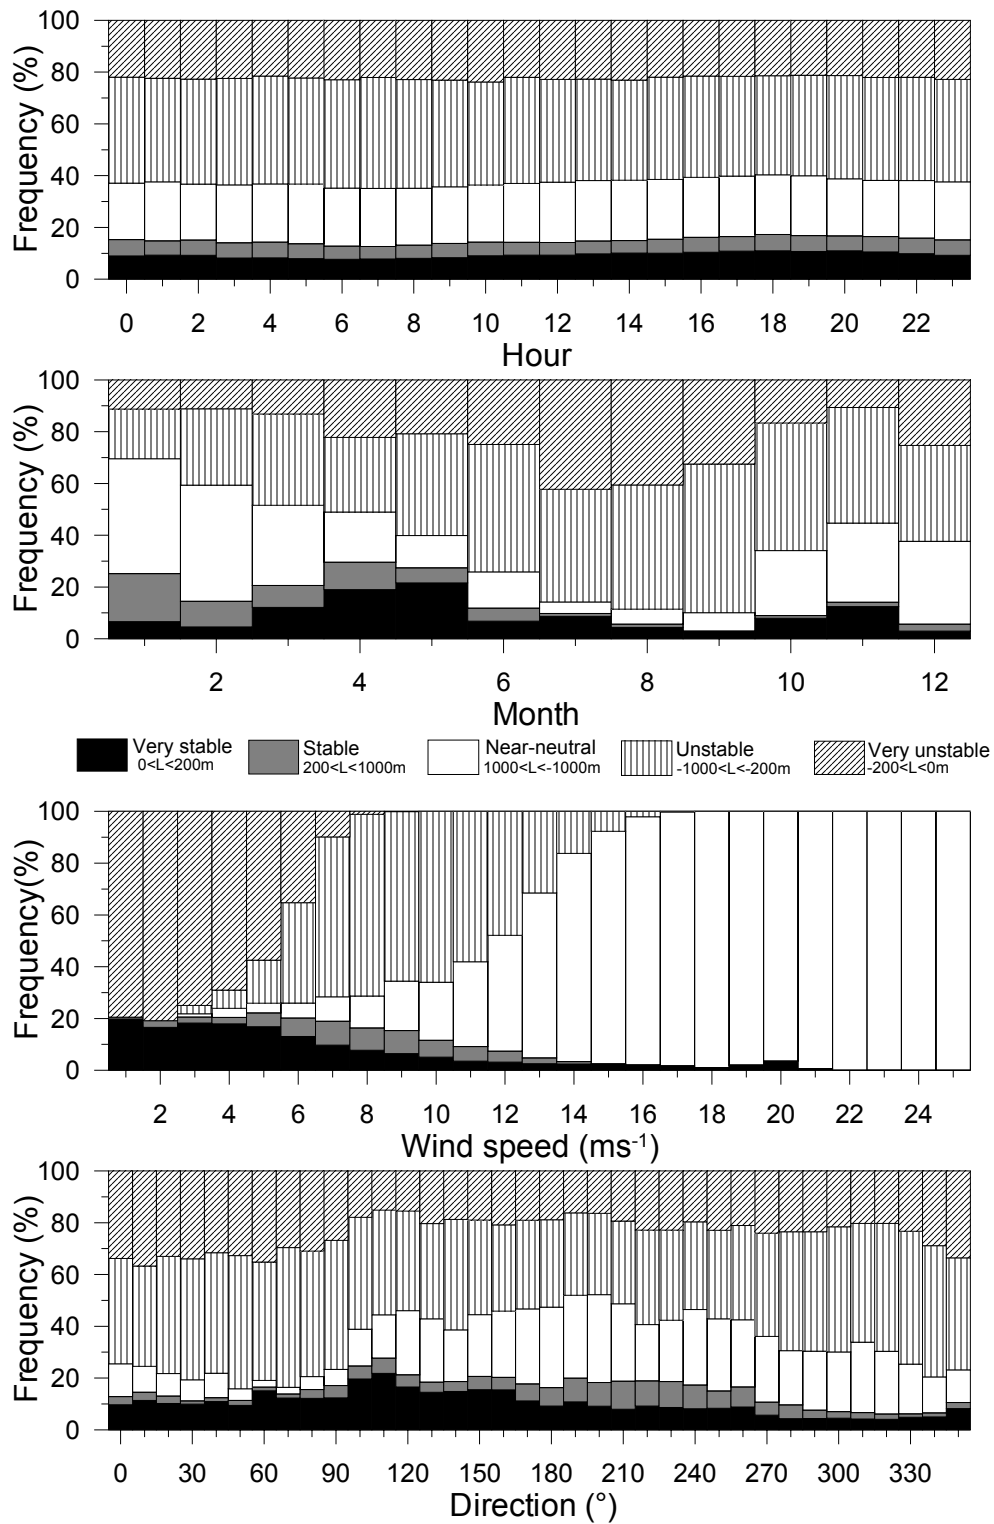 Frequency (%)
100
80
60
40
20
0
0 2 4 6 8 10 12 14 16 18 20 22
Hour
Frequency (%)
100
80
60
40
20
0
2 4 6 8 10 12
Month
Very stable
0<L<200m
Stable
200<L<1000m
Near-neutral
1000<L<-1000m
Unstable
-1000<L<-200m
Very unstable
-200<L<0m
Frequency(%)
100
80
60
40
20
0
2 4 6 8 10 12 14 16 18 20 22 24
Wind speed (ms⁻¹)
Frequency (%)
100
80
60
40
20
0
0 30 60 90 120 150 180 210 240 270 300 330
Direction (°)